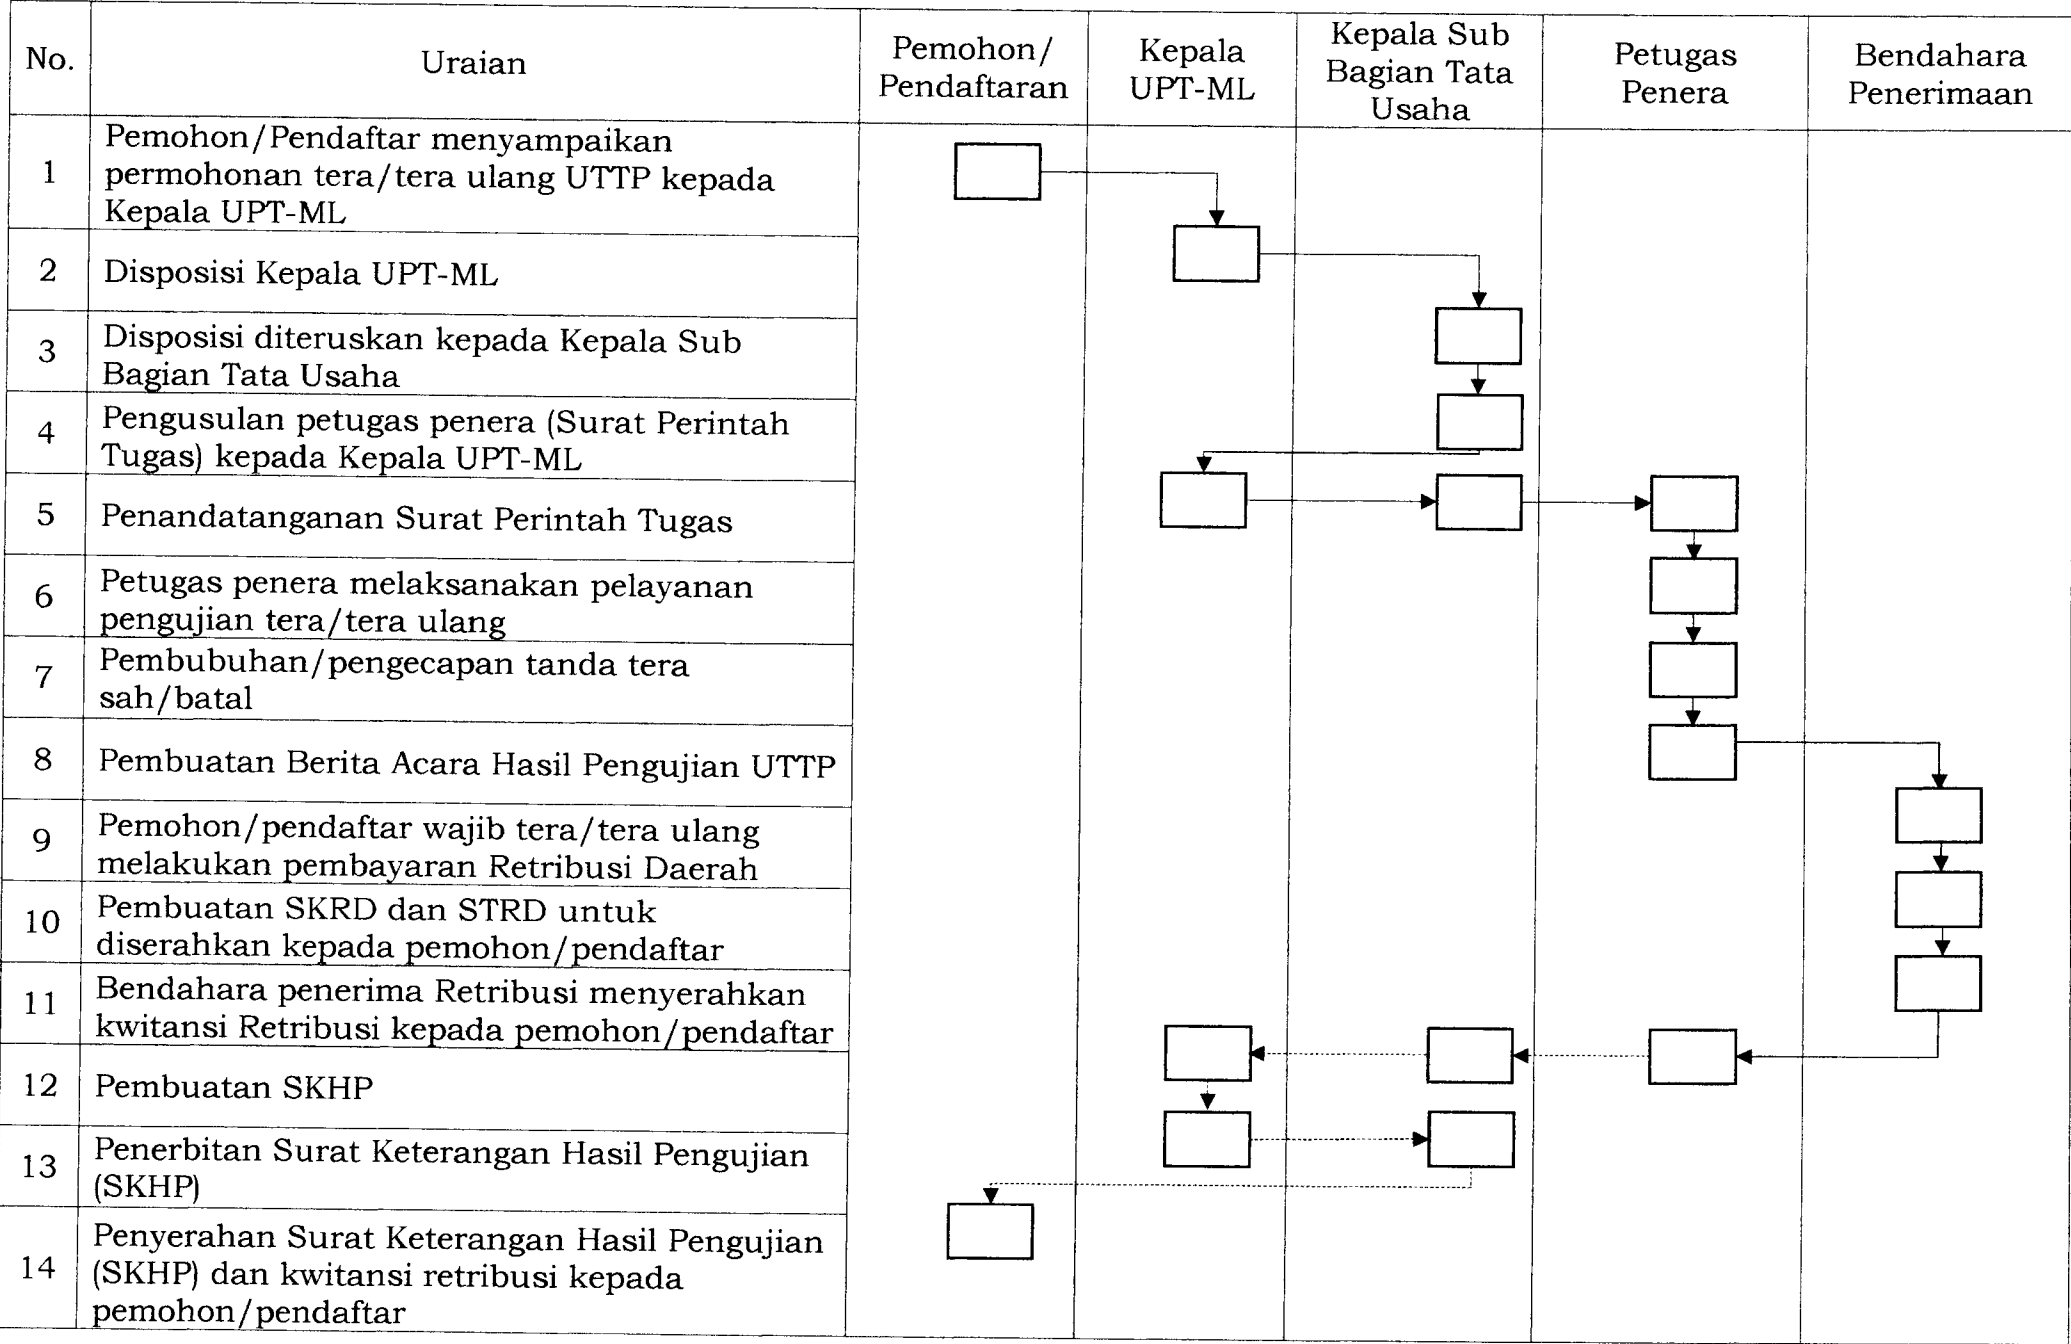 No.
Uraian
Pemohon/
Pendaftaran
Kepala
UPT-ML
Kepala Sub
Bagian Tata
Usaha
Petugas
Penera
Bendahara
Penerimaan
1
Pemohon/Pendaftar menyampaikan
permohonan tera/tera ulang UTTP kepada
Kepala UPT-ML
2
Disposisi Kepala UPT-ML
3
Disposisi diteruskan kepada Kepala Sub
Bagian Tata Usaha
4
Pengusulan petugas penera (Surat Perintah
Tugas) kepada Kepala UPT-ML
5
Penandatanganan Surat Perintah Tugas
6
Petugas penera melaksanakan pelayanan
pengujian tera/tera ulang
7
Pembubuhan/pengecapan tanda tera
sah/batal
8
Pembuatan Berita Acara Hasil Pengujian UTTP
9
Pemohon/pendaftar wajib tera/tera ulang
melakukan pembayaran Retribusi Daerah
10
Pembuatan SKRD dan STRD untuk
diserahkan kepada pemohon/pendaftar
11
Bendahara penerima Retribusi menyerahkan
kwitansi Retribusi kepada pemohon/pendaftar
12
Pembuatan SKHP
13
Penerbitan Surat Keterangan Hasil Pengujian
(SKHP)
14
Penyerahan Surat Keterangan Hasil Pengujian
(SKHP) dan kwitansi retribusi kepada
pemohon/pendaftar